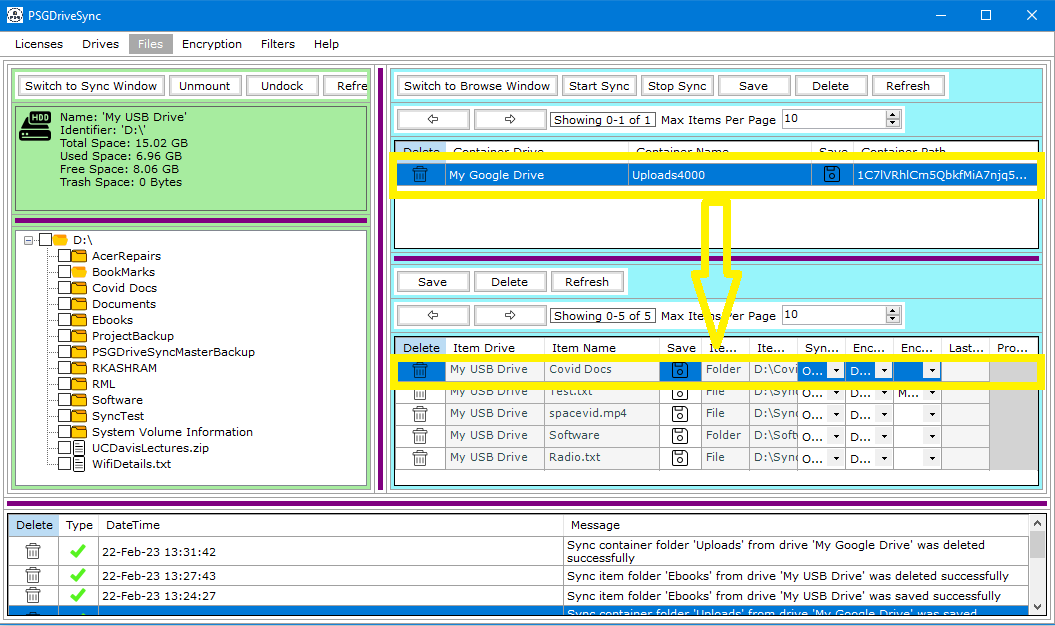 PSGDriveSync
Licenses Drives Files Encryption Filters Help
Switch to Sync Window Unmount Undock Refre
HDD
Name: 'My USB Drive'
Identifier: 'D:\'
Total Space: 15.02 GB
Used Space: 6.96 GB
Free Space: 8.06 GB
Trash Space: 0 Bytes
D:\
AcerRepairs
BookMarks
Covid Docs
Documents
Ebooks
ProjectBackup
PSGDriveSyncMasterBackup
RKASHRAM
RML
Software
SyncTest
System Volume Information
UCDavisLectures.zip
WifiDetails.txt
Switch to Browse Window Start Sync Stop Sync Save Delete Refresh
Showing 0-1 of 1 Max Items Per Page 10
Delete Container Drive Container Name Save Container Path
My Google Drive Uploads4000 1C7lVRhlCm5QbkfMiA7njq5...
Save Delete Refresh
Showing 0-5 of 5 Max Items Per Page 10
Delete Item Drive Item Name Save Ite... Ite... Syn... Enc... Enc... Last... Pro...
My USB Drive Covid Docs Folder D:\Covi O... D...
My USB Drive Test.txt File D:\Sync O... D... M...
My USB Drive spacevid.mp4 File D:\Sync O... D...
My USB Drive Software Folder D:\Soft O... D...
My USB Drive Radio.txt File D:\Sync O... D...
Delete Type DateTime Message
22-Feb-23 13:31:42 Sync container folder 'Uploads' from drive 'My Google Drive' was deleted
successfully
22-Feb-23 13:27:43 Sync item folder 'Ebooks' from drive 'My USB Drive' was deleted successfully
22-Feb-23 13:24:27 Sync item folder 'Ebooks' from drive 'My USB Drive' was saved successfully
Sync container folder 'Uploads' from drive 'My Google Drive' was saved